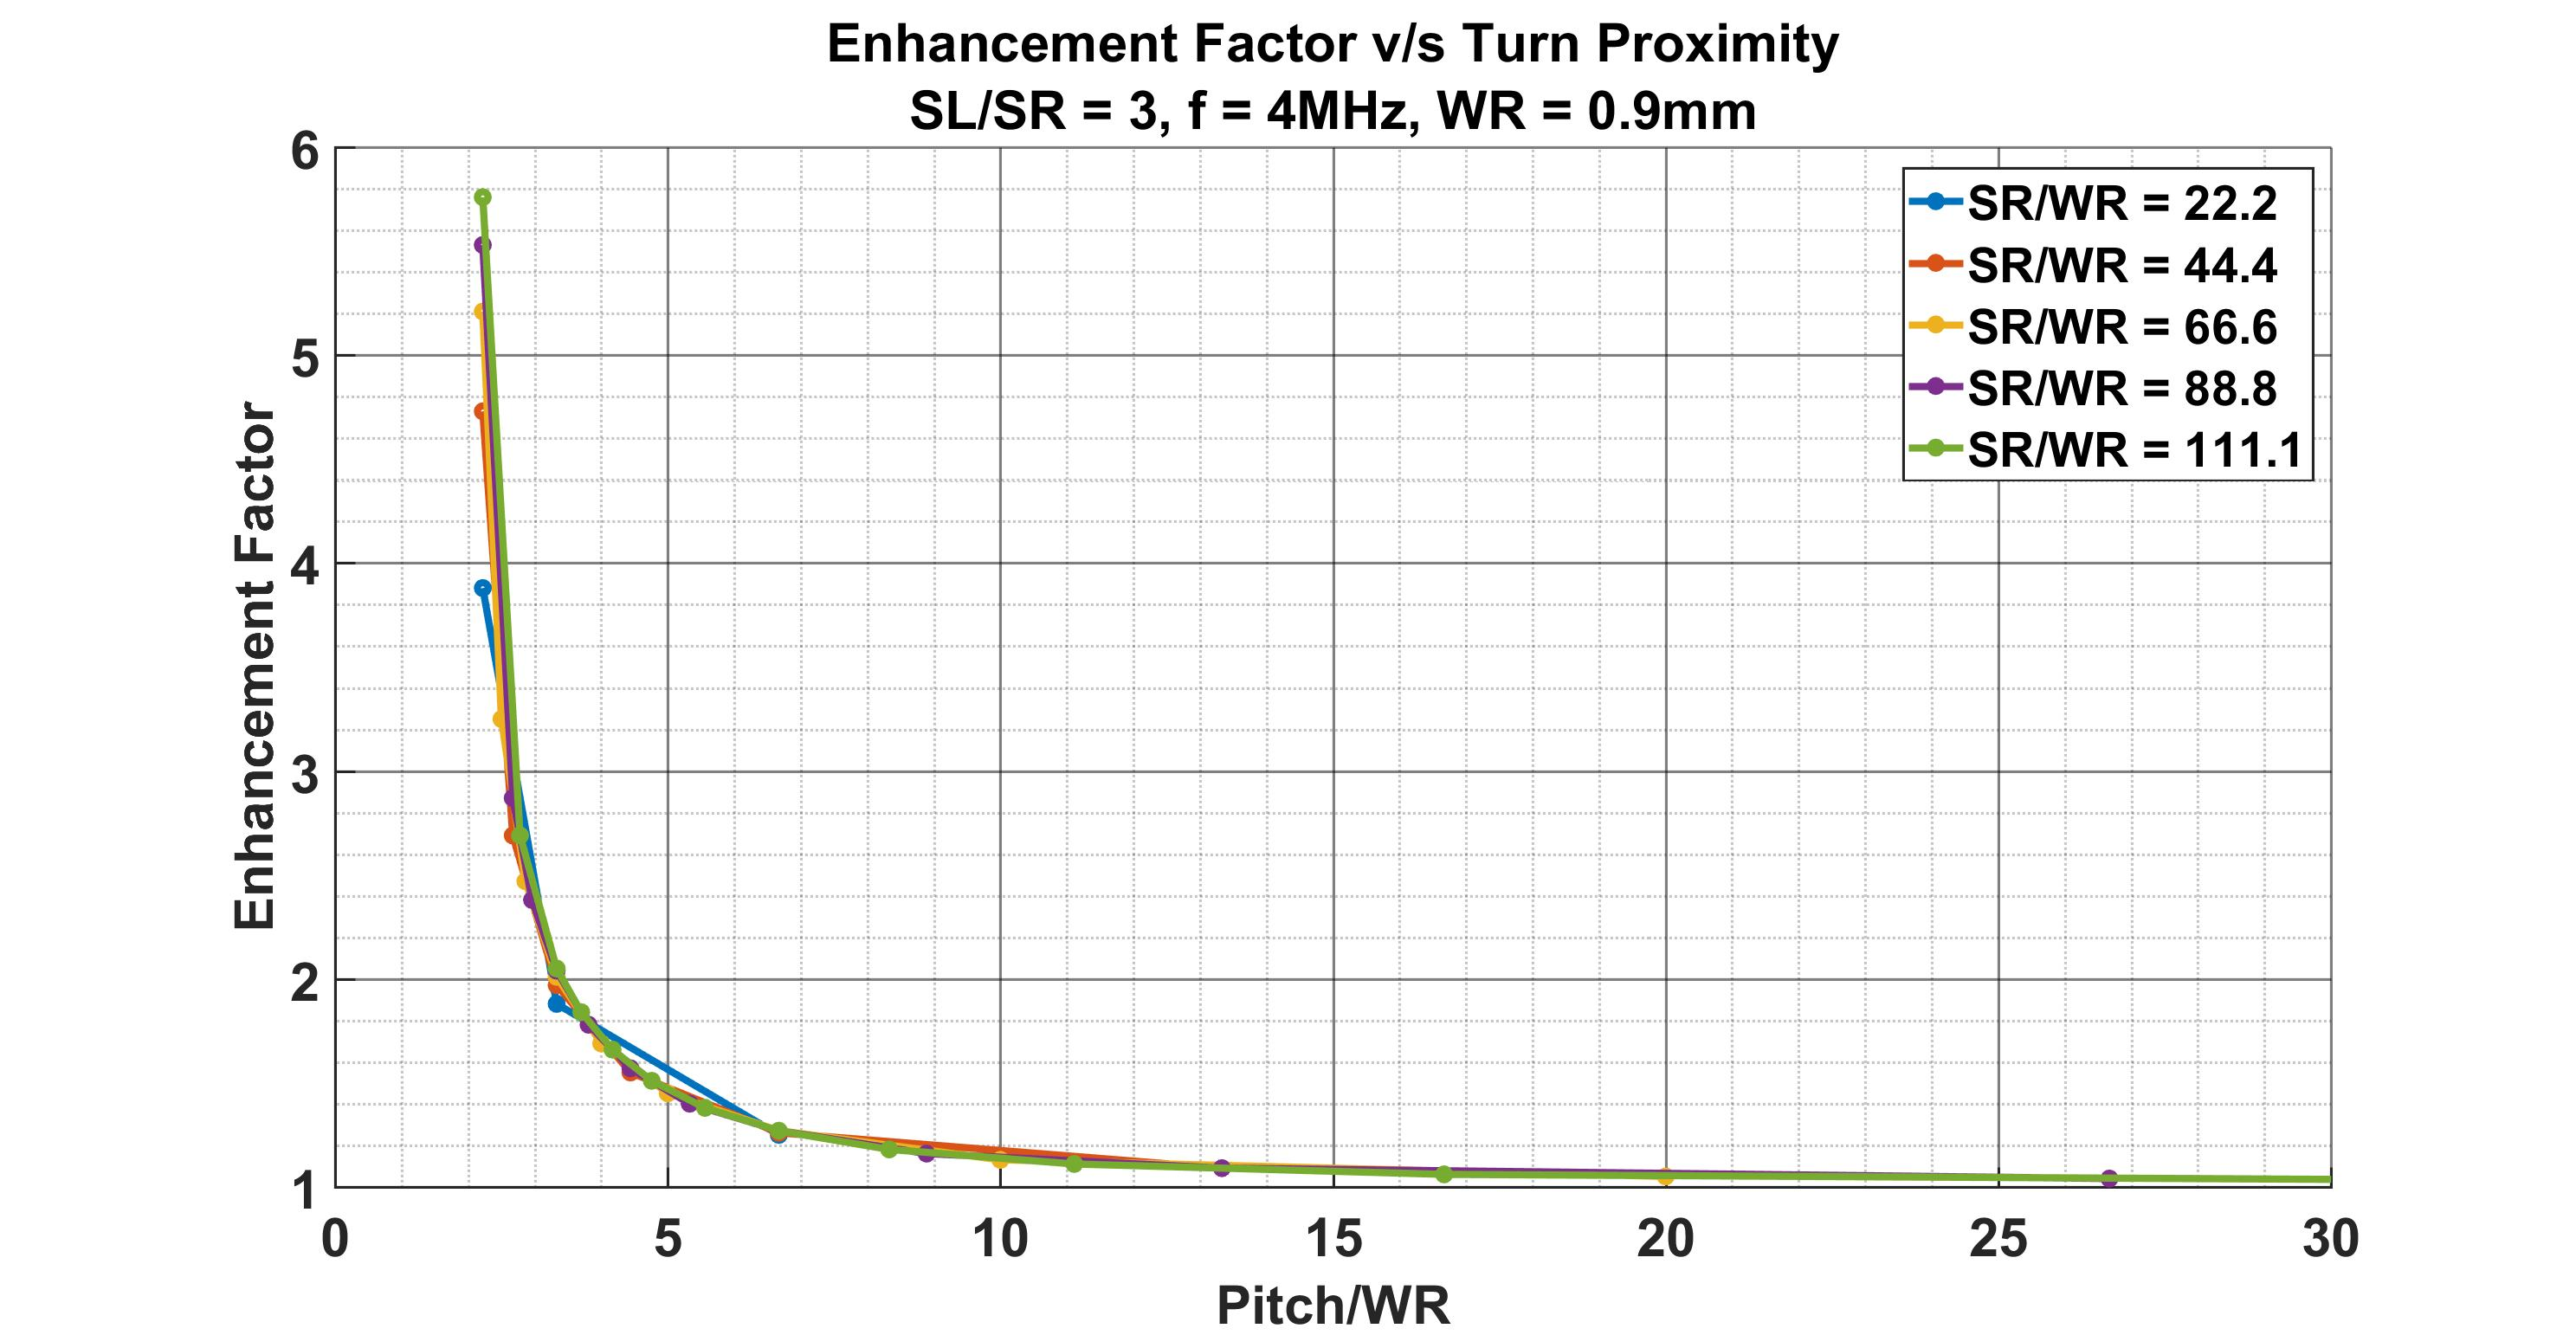 Enhancement Factor v/s Turn Proximity
SL/SR = 3, f = 4MHz, WR = 0.9mm
6
5
4
3
2
1
Enhancement Factor
SR/WR = 22.2
SR/WR = 44.4
SR/WR = 66.6
SR/WR = 88.8
SR/WR = 111.1
0 5 10 15 20 25 30
Pitch/WR